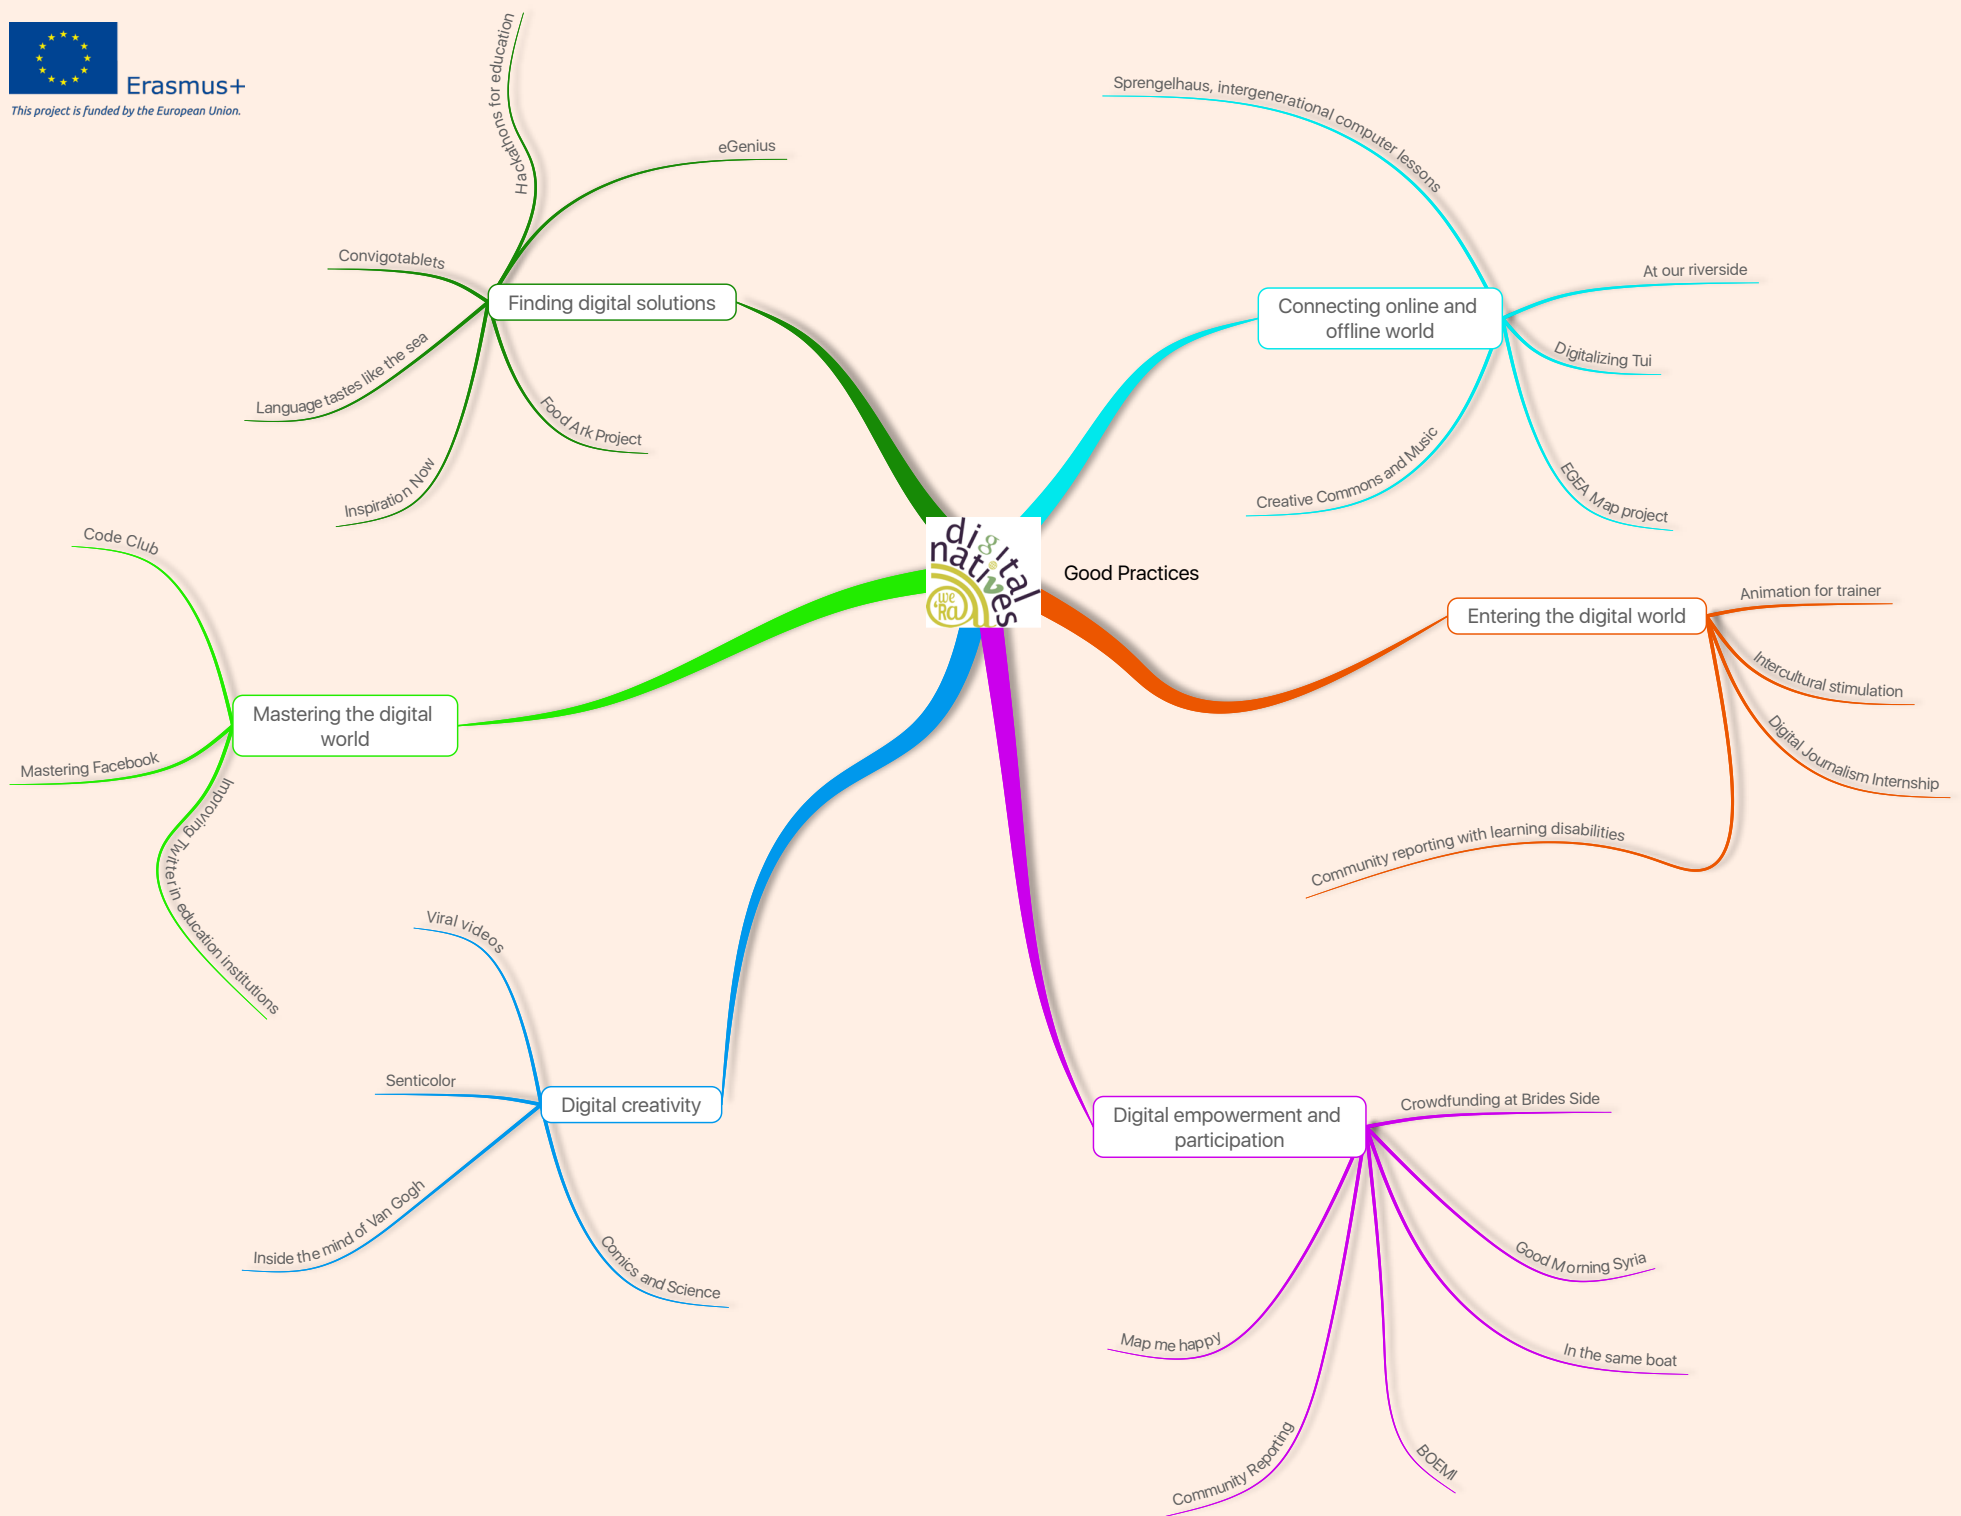 Erasmus+
This project is funded by the European Union.
Hackathons for education
eGenius
Convigotablets
Finding digital solutions
Language tastes like the sea
Food Ark Project
Inspiration Now
Sprengelhaus, intergenerational computer lessons
Connecting online and
offline world
At our riverside
Digitalizing Tui
Creative Commons and Music
EGEA Map project
digital
natives
we
'Ra
u
Good Practices
Entering the digital world
Animation for trainer
Intercultural stimulation
Digital Journalism Internship
Community reporting with learning disabilities
Code Club
Mastering the digital
world
Mastering Facebook
Improving Twitter in education institutions
Viral videos
Senticolor
Digital creativity
Inside the mind of Van Gogh
Comics and Science
Digital empowerment and
participation
Crowdfunding at Brides Side
Good Morning Syria
In the same boat
Map me happy
Community Reporting
BOEMI